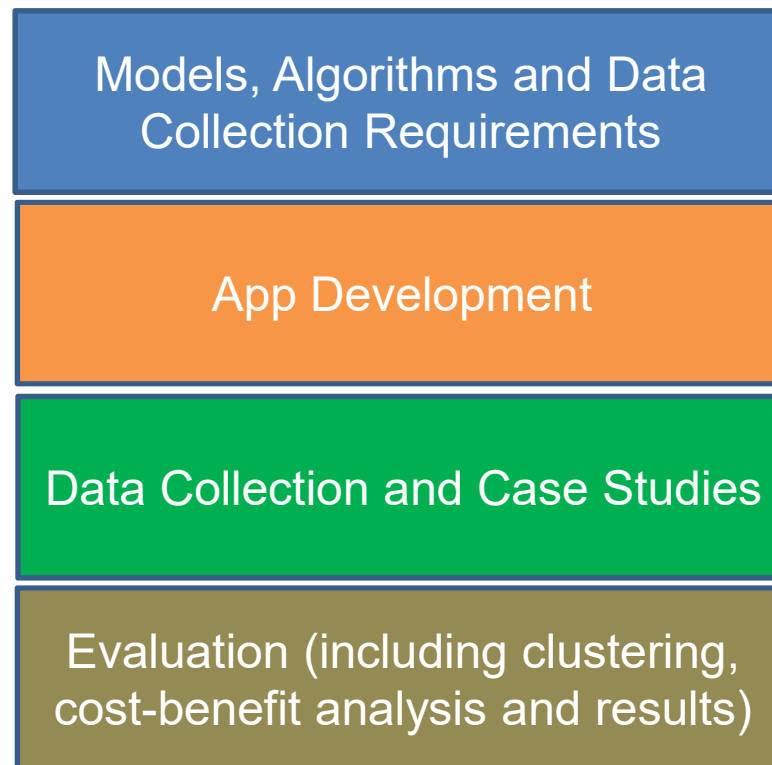 Models, Algorithms and Data
Collection Requirements
App Development
Data Collection and Case Studies
Evaluation (including clustering,
cost-benefit analysis and results)